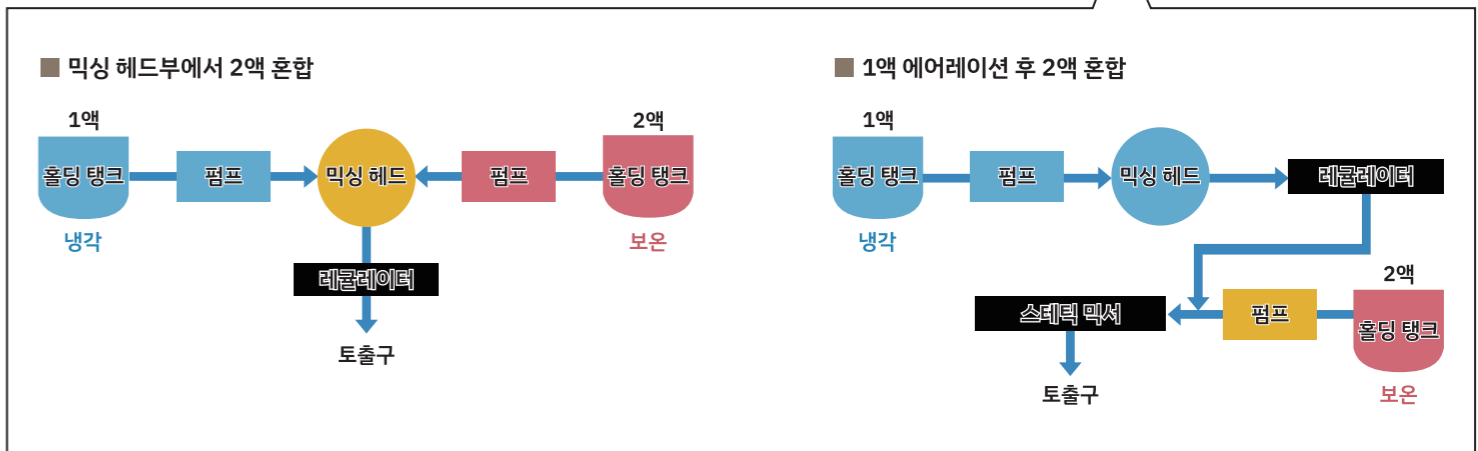 ■ 믹싱 헤드부에서 2액 혼합
1액
2액
홀딩 탱크
펌프
믹싱 헤드
펌프
홀딩 탱크
냉각
보온
레귤레이터
토출구
■ 1액 에어레이션 후 2액 혼합
1액
홀딩 탱크
펌프
믹싱 헤드
레귤레이터
냉각
2액
스테틱 믹서
펌프
홀딩 탱크
토출구
보온